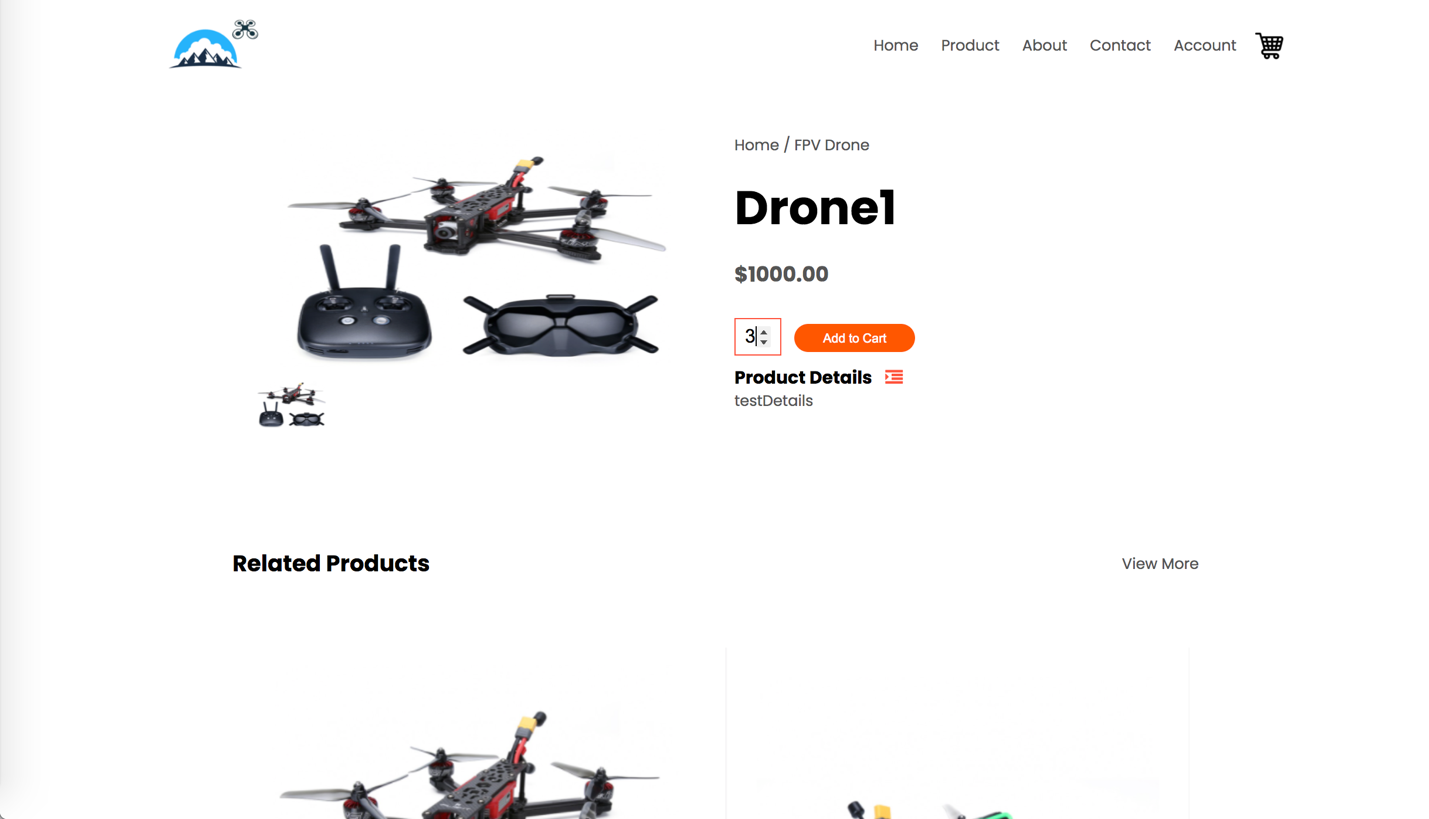 Home Product About Contact Account
Home / FPV Drone
Drone1
$1000.00
3 Add to Cart
Product Details
testDetails
Related Products View More